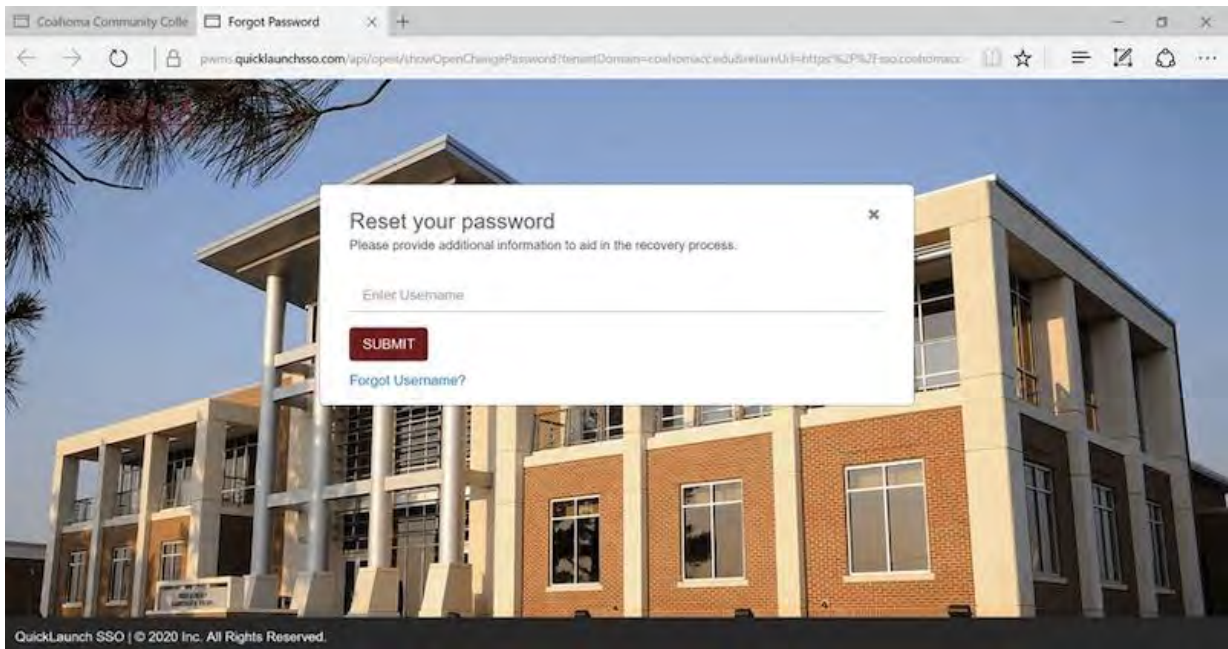 Coahoma Community Colle
Forgot Password
pwms.quicklaunchsso.com/api/open/showOpenChangePassword?tenantDomain=coahomacc.edu&returnUrl=https%2F%2Fsso.coahomacc
Reset your password
Please provide additional information to aid in the recovery process.
Enter Username
SUBMIT
Forgot Username?
QuickLaunch SSO | © 2020 Inc. All Rights Reserved.